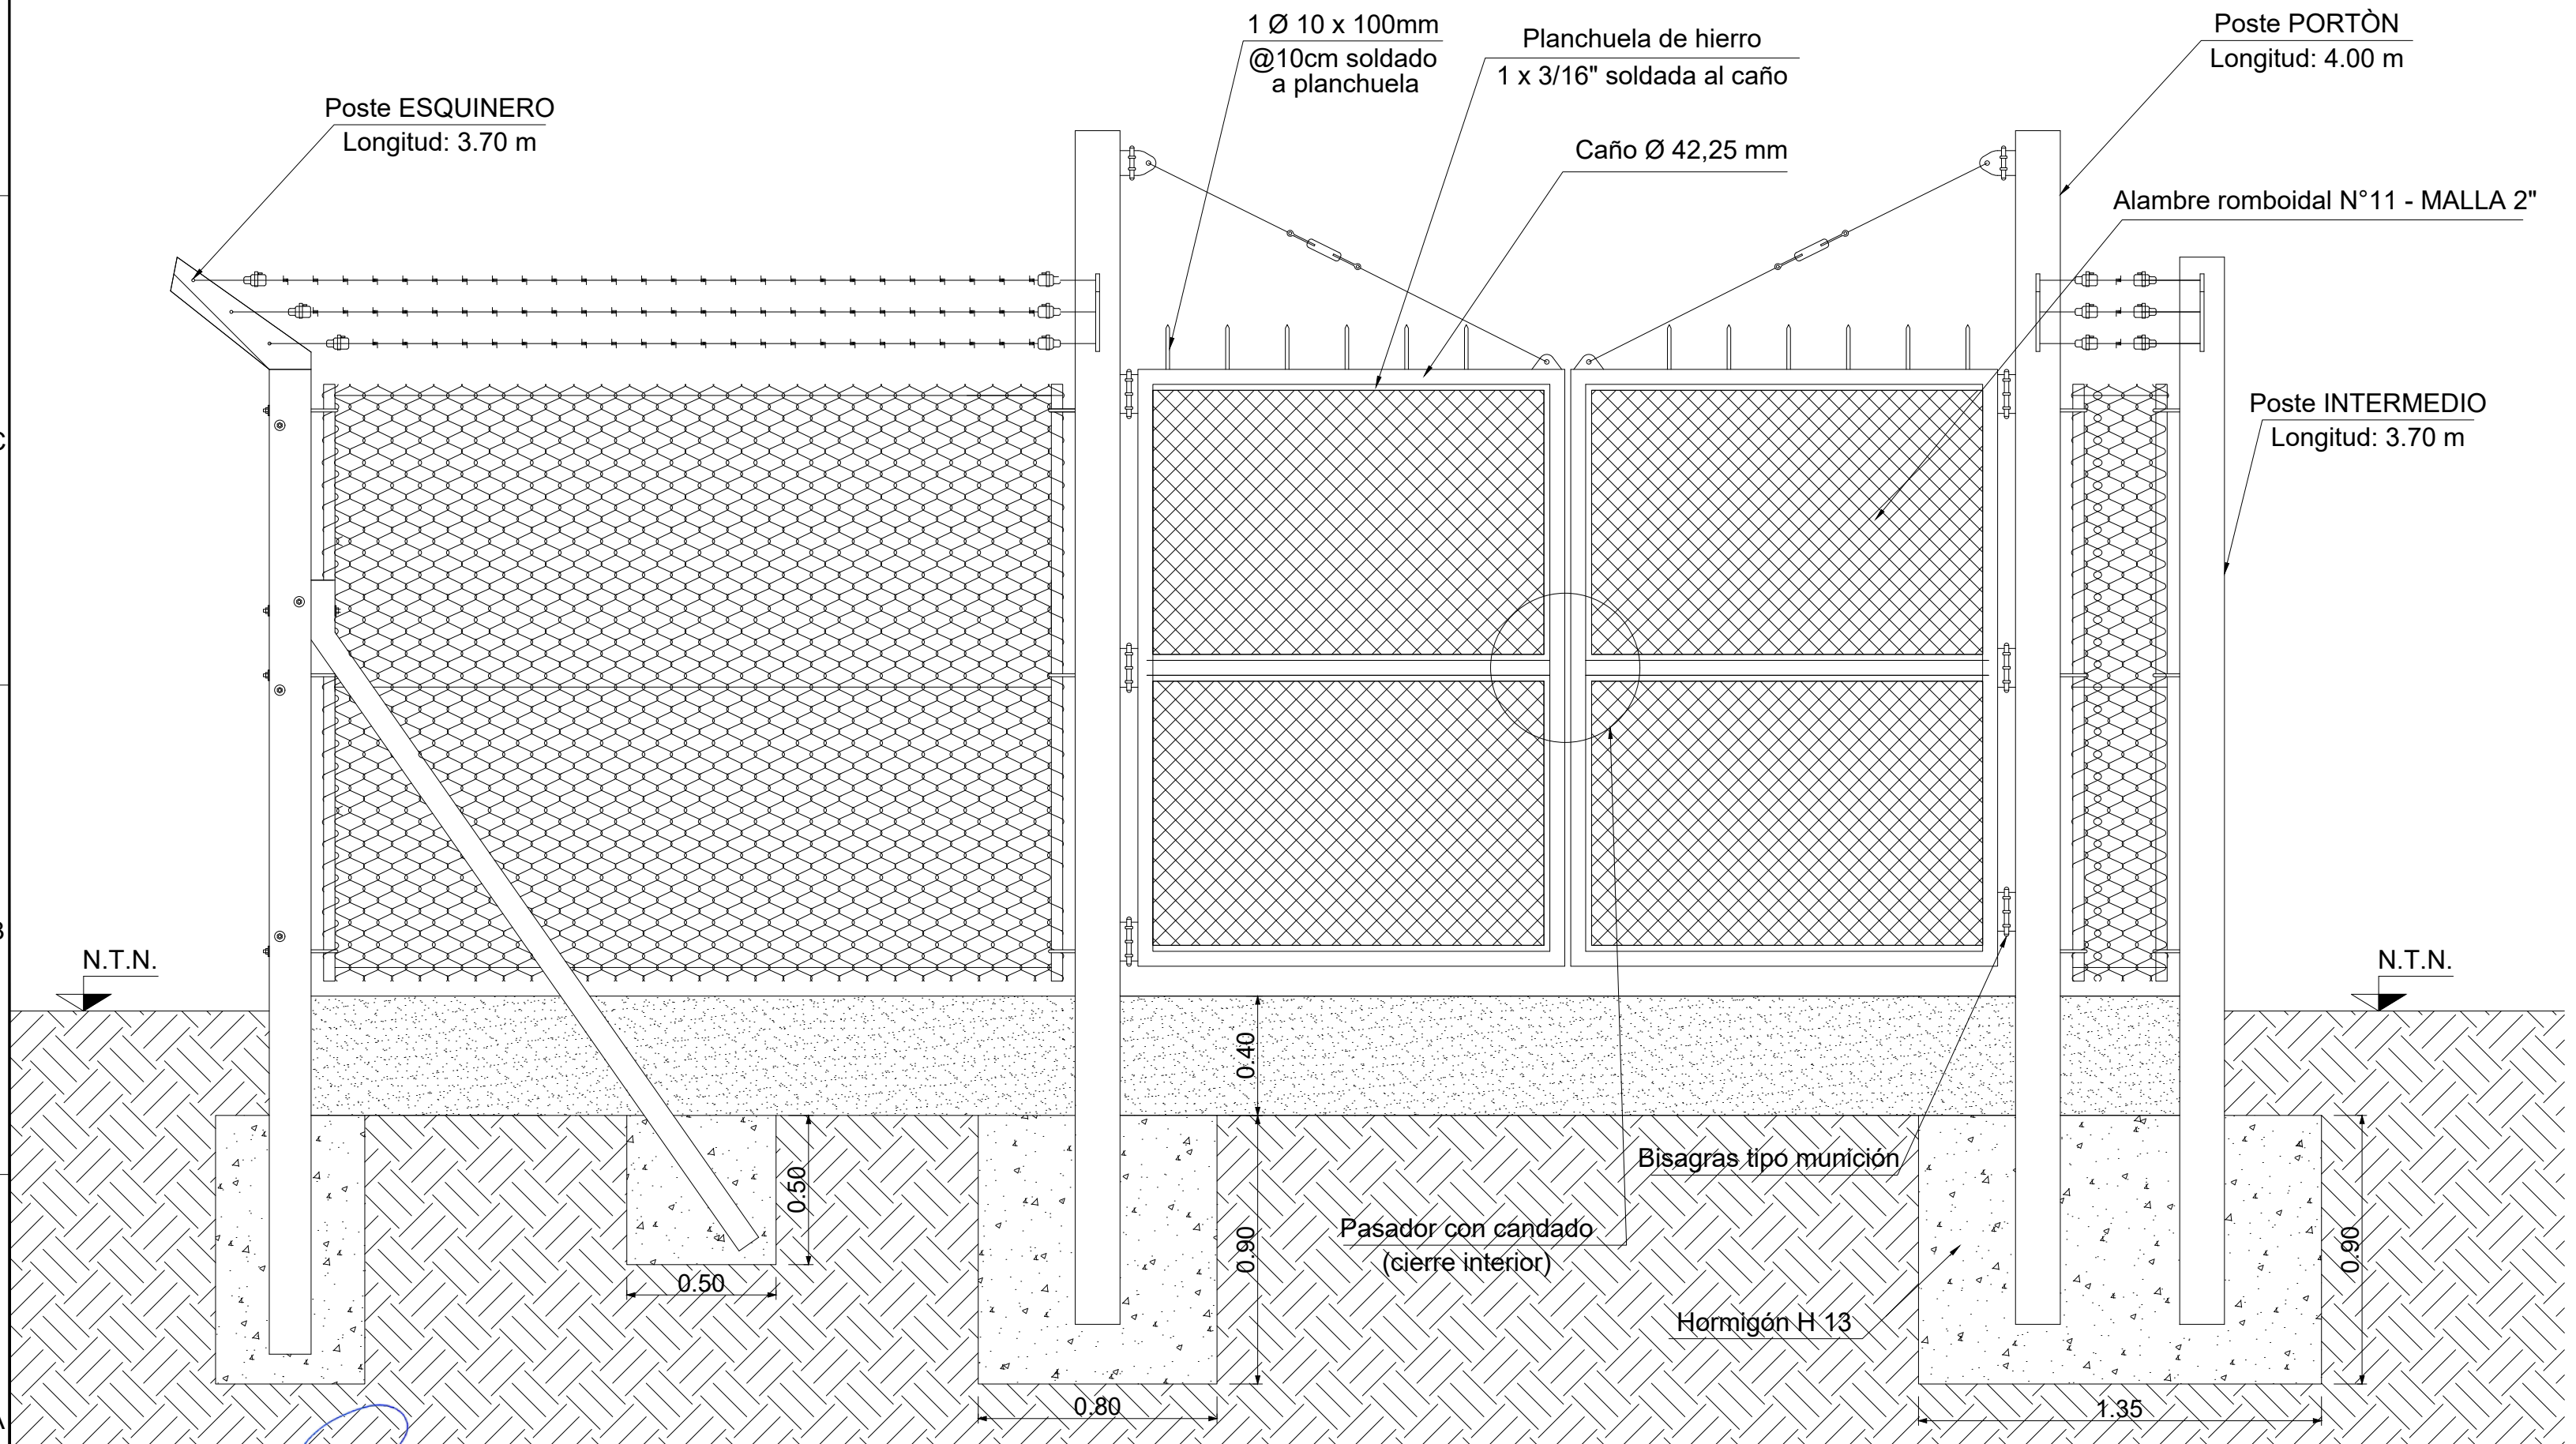 1 Ø 10 x 100mm
@10cm soldado
a planchuela
Planchuela de hierro
1 x 3/16" soldada al caño
Poste PORTÒN
Longitud: 4.00 m
Poste ESQUINERO
Longitud: 3.70 m
Caño Ø 42,25 mm
Alambre romboidal N°11 - MALLA 2"
Poste INTERMEDIO
Longitud: 3.70 m
N.T.N.
N.T.N.
0.40
Bisagras tipo munición
0.50
0.50
Pasador con candado
(cierre interior)
0.90
0.90
Hormigón H 13
0.80
1.35